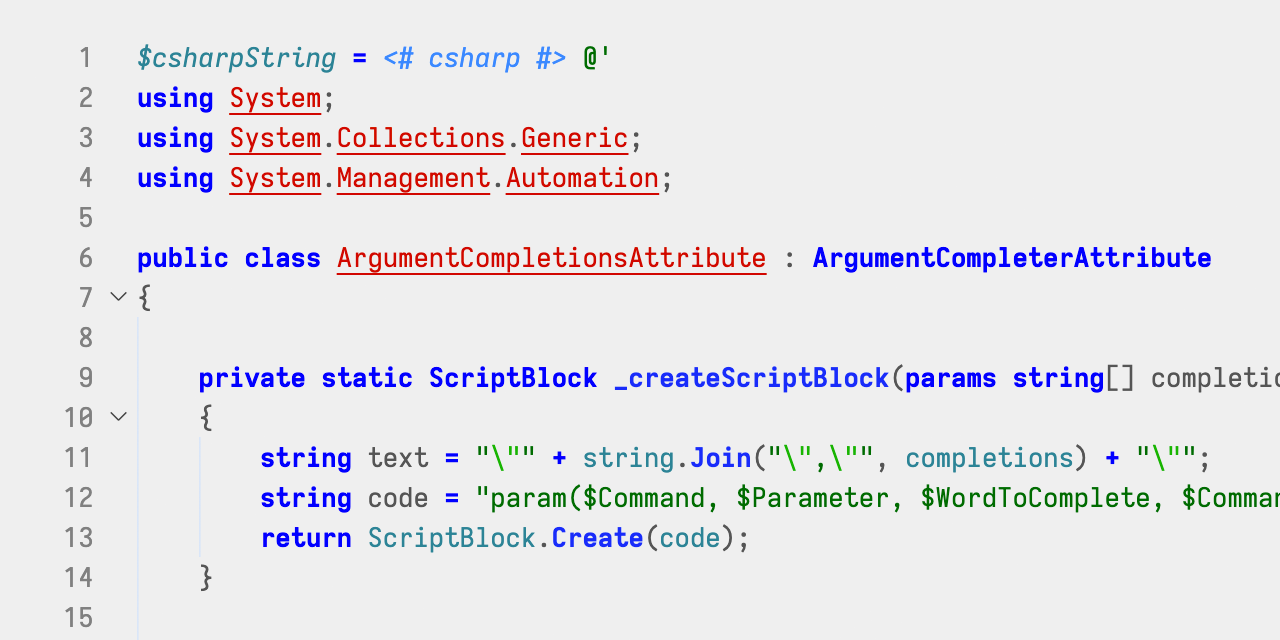 1 $csharpString = <# csharp #> @'
2 using System;
3 using System.Collections.Generic;
4 using System.Management.Automation;
5
6 public class ArgumentCompletionsAttribute : ArgumentCompleterAttribute
7 {
8
9 private static ScriptBlock _createScriptBlock(params string[]
10 {
11 string text = "\"" + string.Join("\",\"", completions) + "\"";
12 string code = "param($Command, $Parameter, $WordToComplete,
13 return ScriptBlock.Create(code);
14 }
15